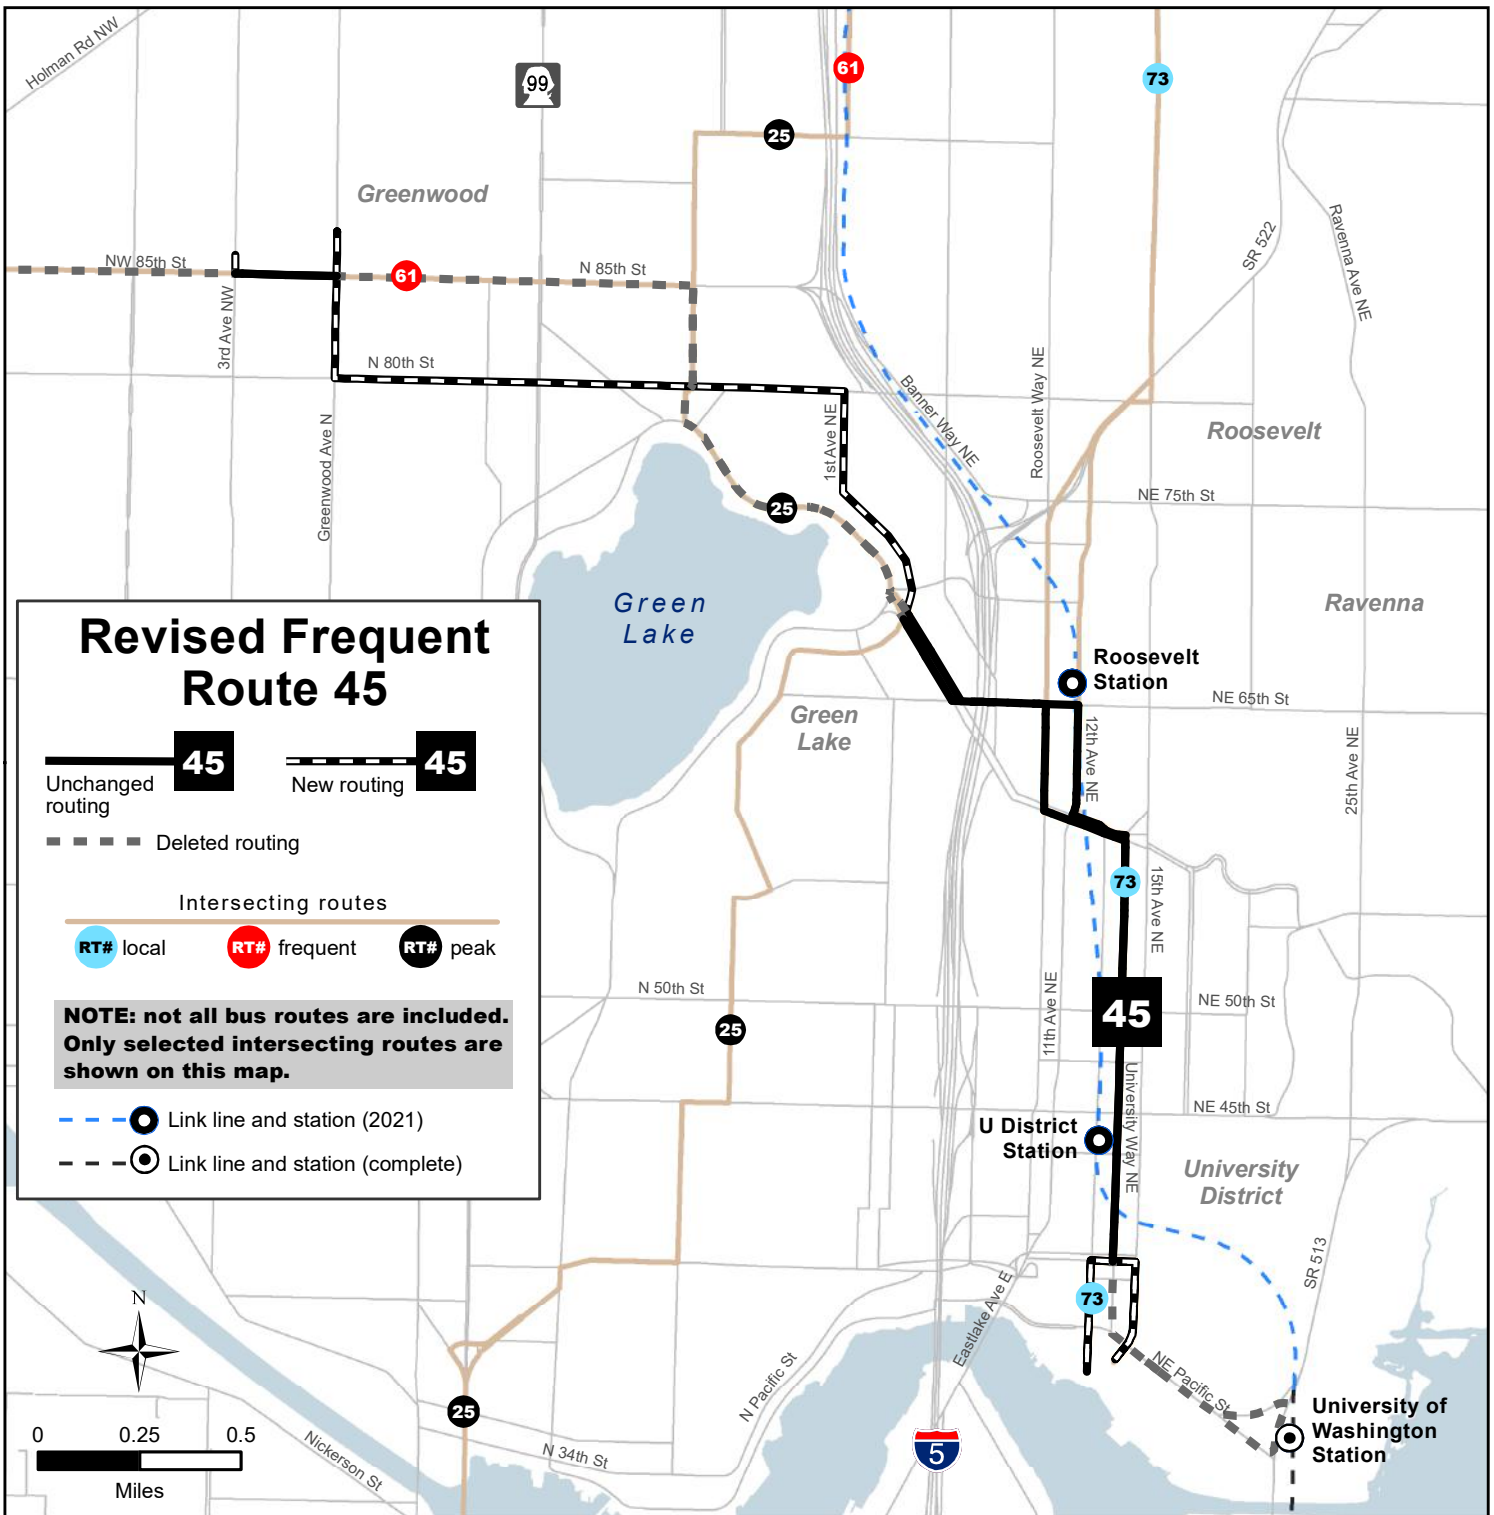 Holman Rd NW
99
61
73
25
Greenwood
SR 522
Ravenna Ave NE
NW 85th St
61
N 85th St
3rd Ave NW
N 80th St
Greenwood Ave N
1st Ave NE
Banner Way NE
Roosevelt Way NE
Roosevelt
NE 75th St
25
Green
Lake
Ravenna
Roosevelt
Station
NE 65th St
Green
Lake
12th Ave NE
25th Ave NE
Revised Frequent
Route 45
45
Unchanged
routing
45
New routing
Deleted routing
Intersecting routes
RT# local
RT# frequent
RT# peak
NOTE: not all bus routes are included.
Only selected intersecting routes are
shown on this map.
Link line and station (2021)
Link line and station (complete)
73
15th Ave NE
N 50th St
25
11th Ave NE
45
NE 50th St
University Way NE
NE 45th St
U District
Station
University
District
SR 513
Eastlake Ave E
73
NE Pacific St
N Pacific St
University of
Washington
Station
5
25
N 34th St
Nickerson St
N
0 0.25 0.5
Miles